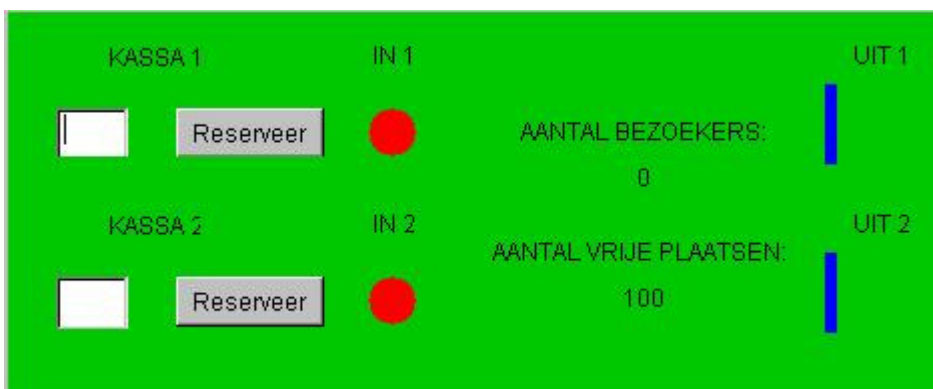 KASSA 1 IN 1 UIT 1
Reserveer AANTAL BEZOEKERS:
0
KASSA 2 IN 2 UIT 2
AANTAL VRIJE PLAATSEN:
Reserveer 100